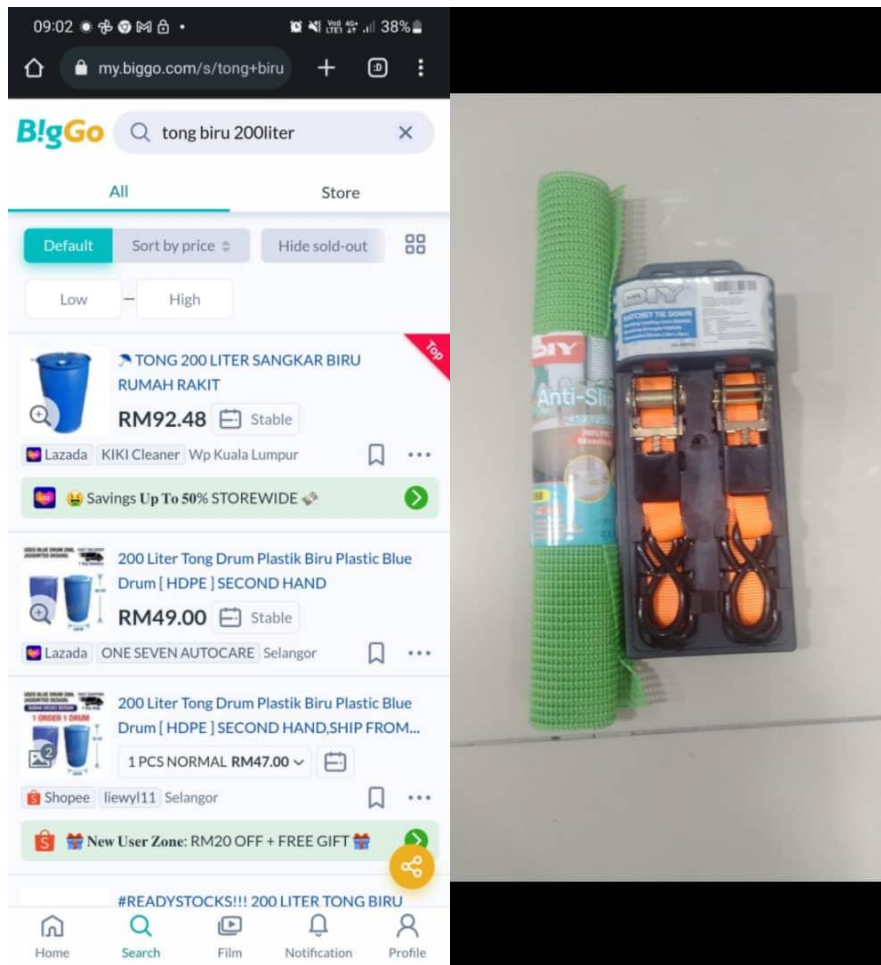 09:02
38%
my.biggo.com/s/tong+biru
B!gGo
tong biru 200liter
All
Store
Default
Sort by price
Hide sold-out
Low
–
High
Top
TONG 200 LITER SANGKAR BIRU
RUMAH RAKIT
RM92.48
Stable
Lazada
KIKI Cleaner
Wp Kuala Lumpur
Savings Up To 50% STOREWIDE
200 Liter Tong Drum Plastik Biru Plastic Blue
Drum [ HDPE ] SECOND HAND
RM49.00
Stable
Lazada
ONE SEVEN AUTOCARE
Selangor
200 Liter Tong Drum Plastik Biru Plastic Blue
Drum [ HDPE ] SECOND HAND,SHIP FROM...
1 ORDER 1 DRUM
2
1 PCS NORMAL RM47.00
Shopee
liewyl11
Selangor
New User Zone: RM20 OFF + FREE GIFT
#READYSTOCKS!!! 200 LITER TONG BIRU
Home
Search
Film
Notification
Profile
DIY
Anti-Slip
DIY
RATCHET TIE DOWN